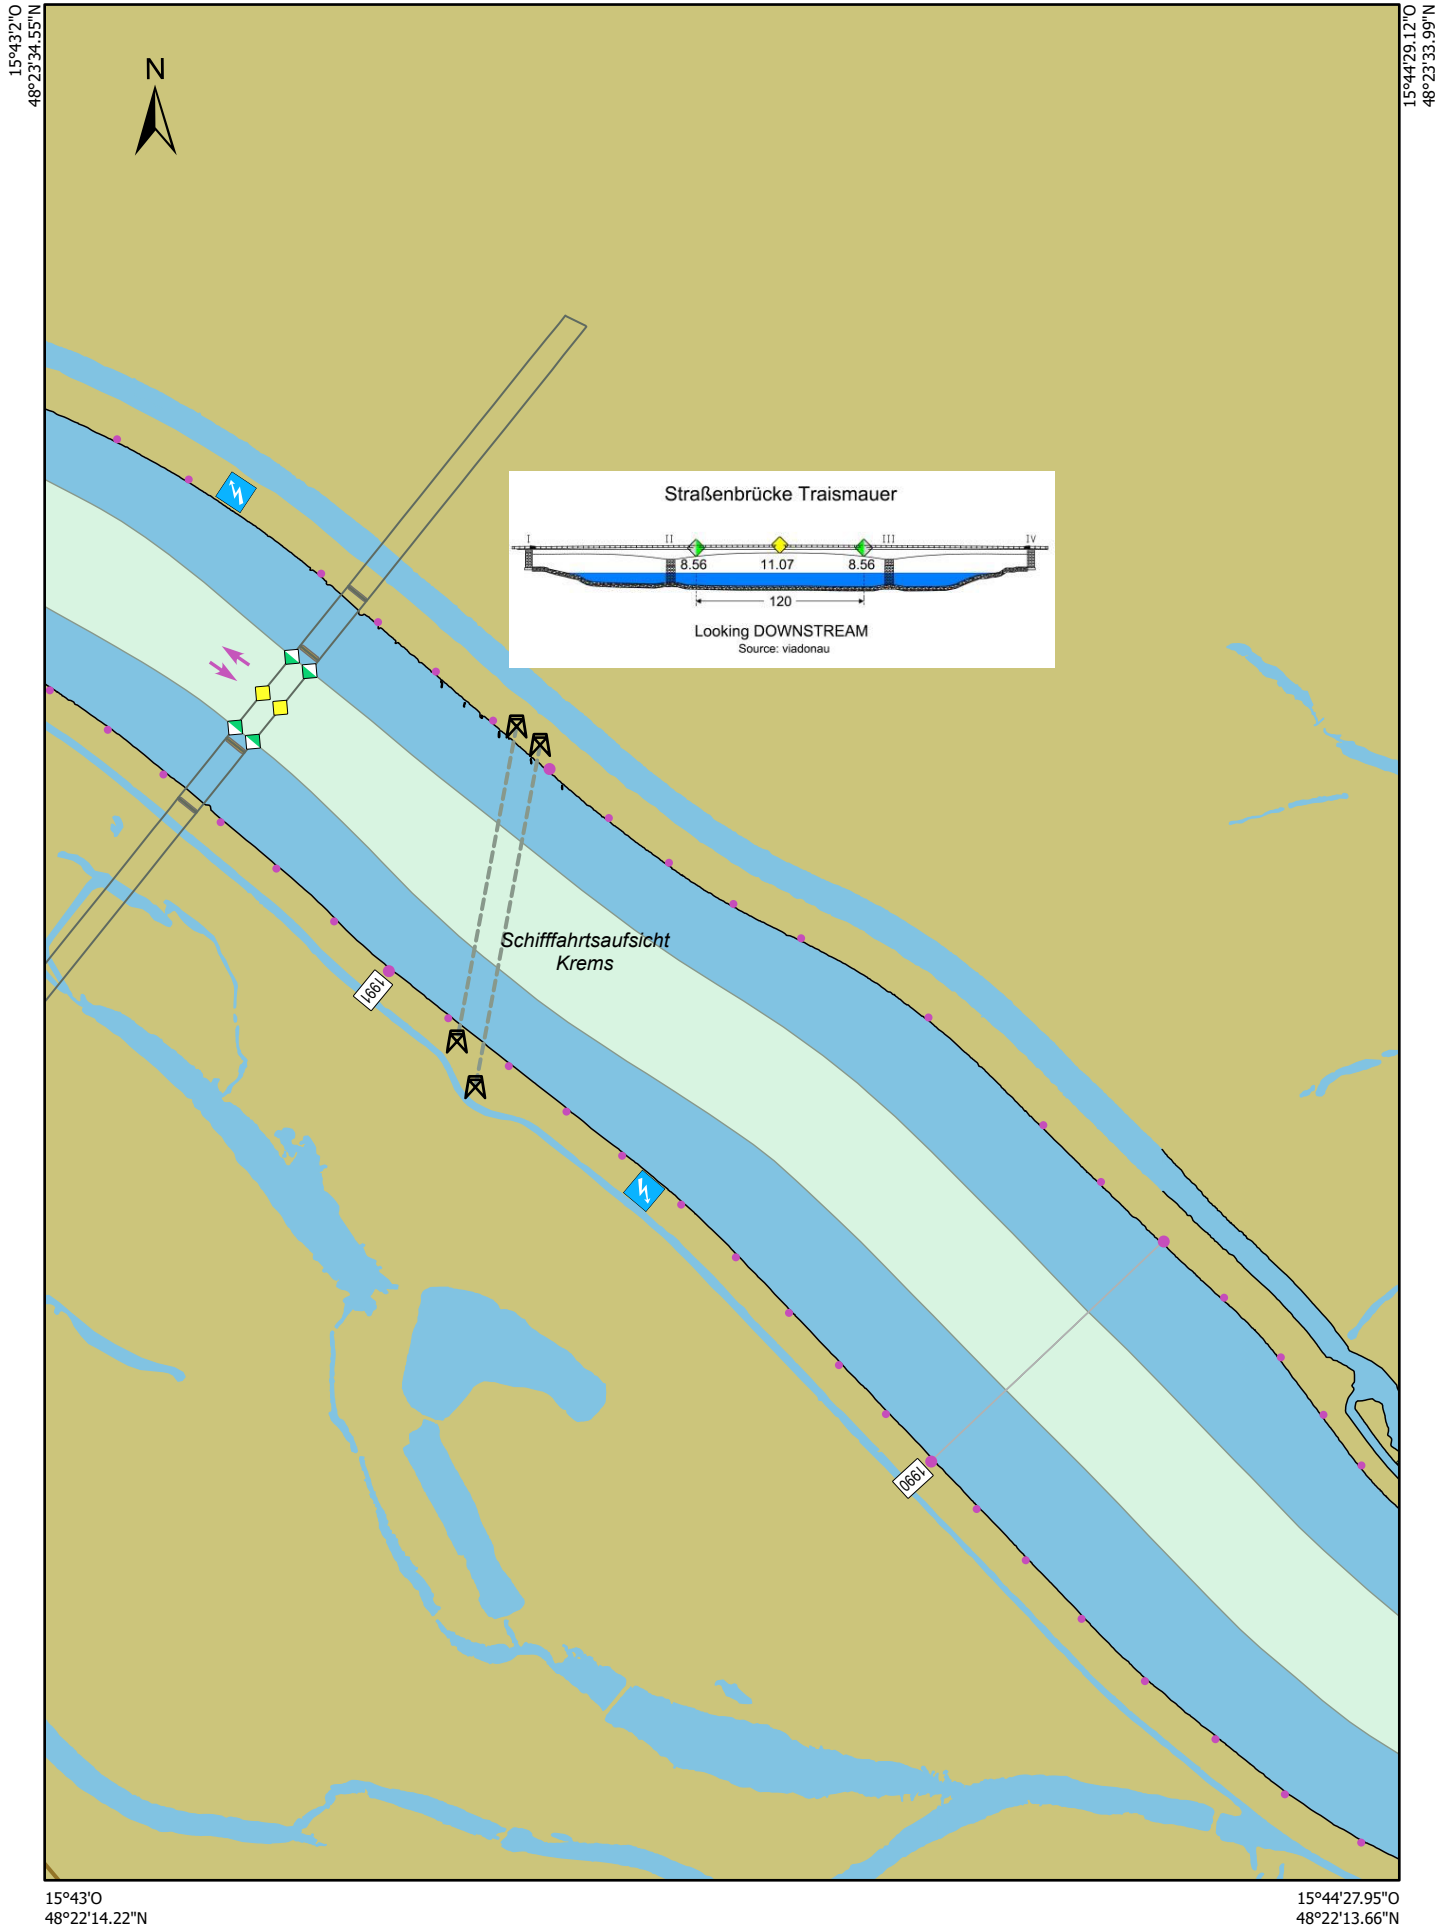 15°43'2"O
48°23'34.55"N
15°44'29.12"O
48°23'33.99"N
N
Straßenbrücke Traismauer
I II III IV
8.56 11.07 8.56
120
Looking DOWNSTREAM
Source: viadonau
Schifffahrtsaufsicht
Krems
1991
1990
15°43'O
48°22'14.22"N
15°44'27.95"O
48°22'13.66"N